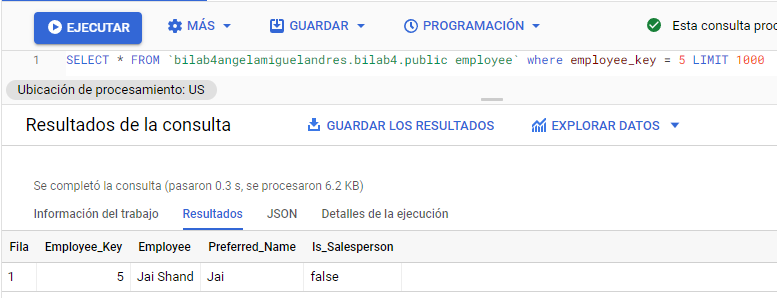 EJECUTAR MÁS GUARDAR PROGRAMACIÓN Esta consulta proc
1 SELECT * FROM `bilab4angelamiguelandres.bilab4.public employee` where employee_key = 5 LIMIT 1000
Ubicación de procesamiento: US
Resultados de la consulta GUARDAR LOS RESULTADOS EXPLORAR DATOS
Se completó la consulta (pasaron 0.3 s, se procesaron 6.2 KB)
Información del trabajo Resultados JSON Detalles de la ejecución
Fila Employee_Key Employee Preferred_Name Is_Salesperson
1 5 Jai Shand Jai false